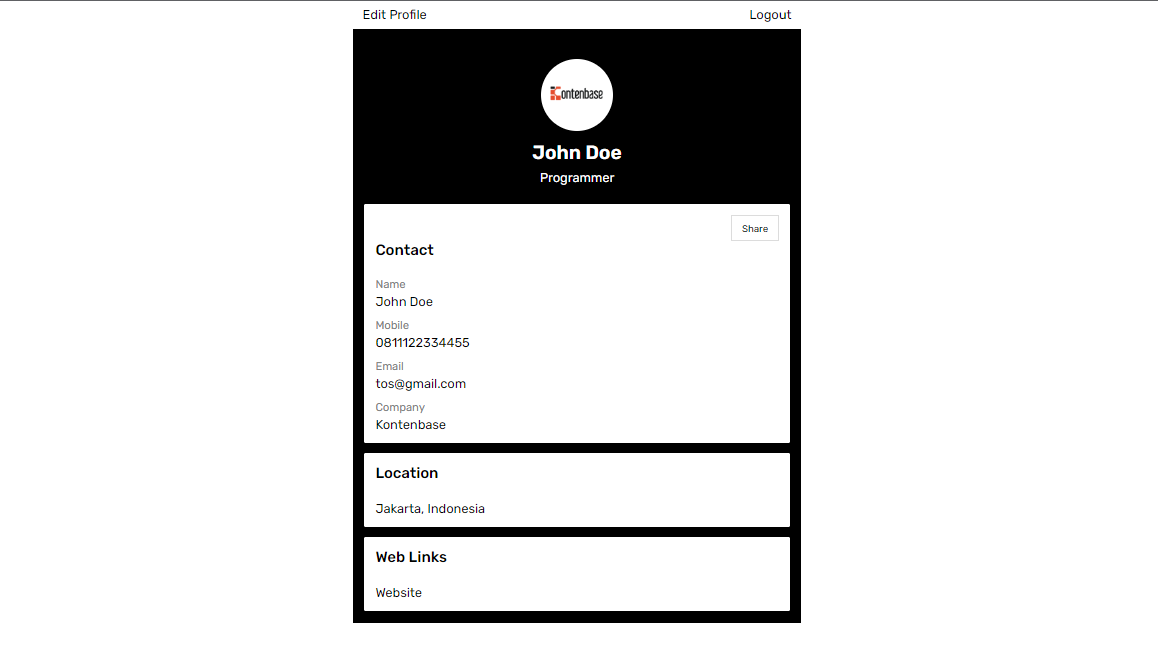 Edit Profile
Logout
Kontenbase
John Doe
Programmer
Share
Contact
Name
John Doe
Mobile
0811122334455
Email
tos@gmail.com
Company
Kontenbase
Location
Jakarta, Indonesia
Web Links
Website